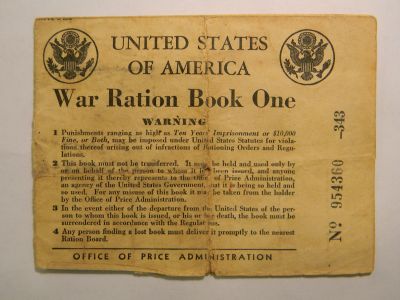 UNITED STATES
OF AMERICA
War Ration Book One
WARNING
1 Punishments ranging as high as Ten Years' Imprisonment or $10,000
Fine, or Both, may be imposed under United States Statutes for viola-
tions thereof arising out of infractions of Rationing Orders and Regu-
lations.
2 This book must not be transferred. It may be held and used only by
or on behalf of the person to whom it has been issued, and anyone
presenting it thereby represents to the Office of Price Administration,
an agency of the United States Government, that it is being so held and
so used. For any misuse of this book it may be taken from the holder
by the Office of Price Administration.
3 In the event either of the departure from the United States of the per-
son to whom this book is issued, or his or her death, the book must be
surrendered in accordance with the Regulations.
4 Any person finding a lost book must deliver it promptly to the nearest
Ration Board.
OFFICE OF PRICE ADMINISTRATION
No 954360 -343